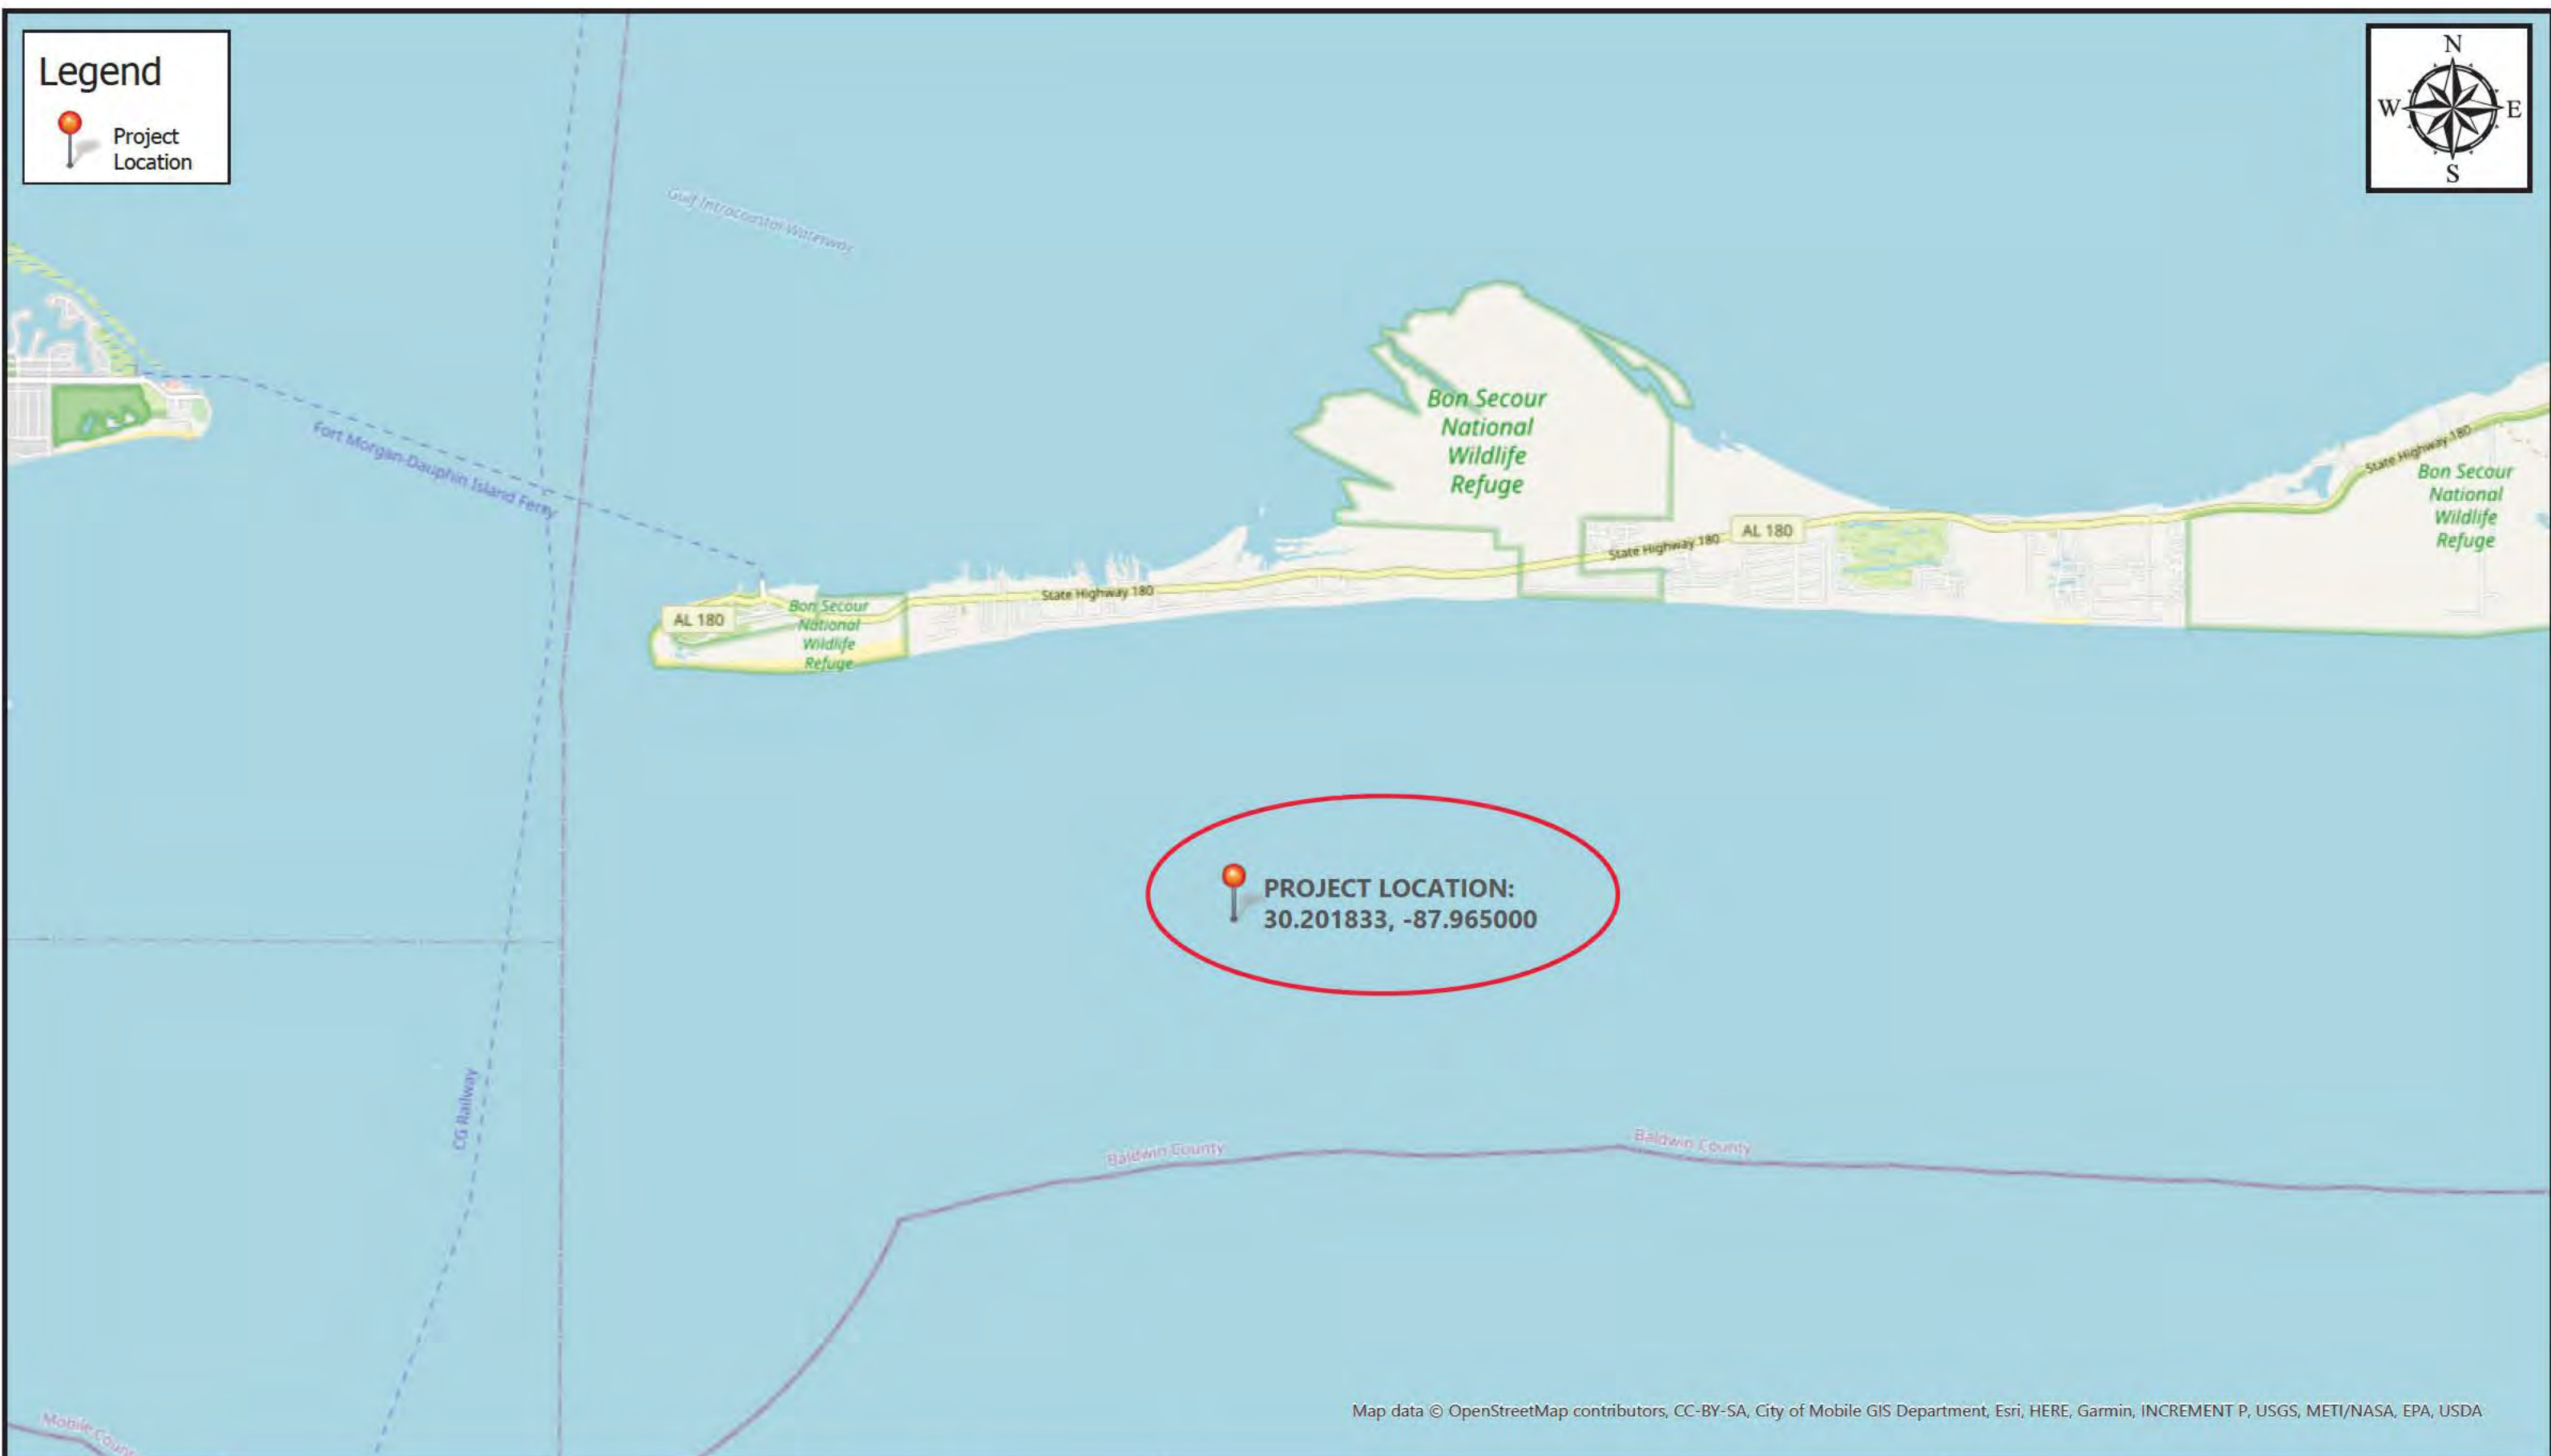 Legend
Project
Location
N
W
E
S
Gulf Intracoastal Waterway
Fort Morgan-Dauphin Island Ferry
Bon Secour
National
Wildlife
Refuge
State Highway 180
Bon Secour
National
Wildlife
Refuge
AL 180
State Highway 180
State Highway 180
AL 180
Bon Secour
National
Wildlife
Refuge
PROJECT LOCATION:
30.201833, -87.965000
CG Railway
Baldwin County
Baldwin County
Mobile Coun
Map data © OpenStreetMap contributors, CC-BY-SA, City of Mobile GIS Department, Esri, HERE, Garmin, INCREMENT P, USGS, METI/NASA, EPA, USDA